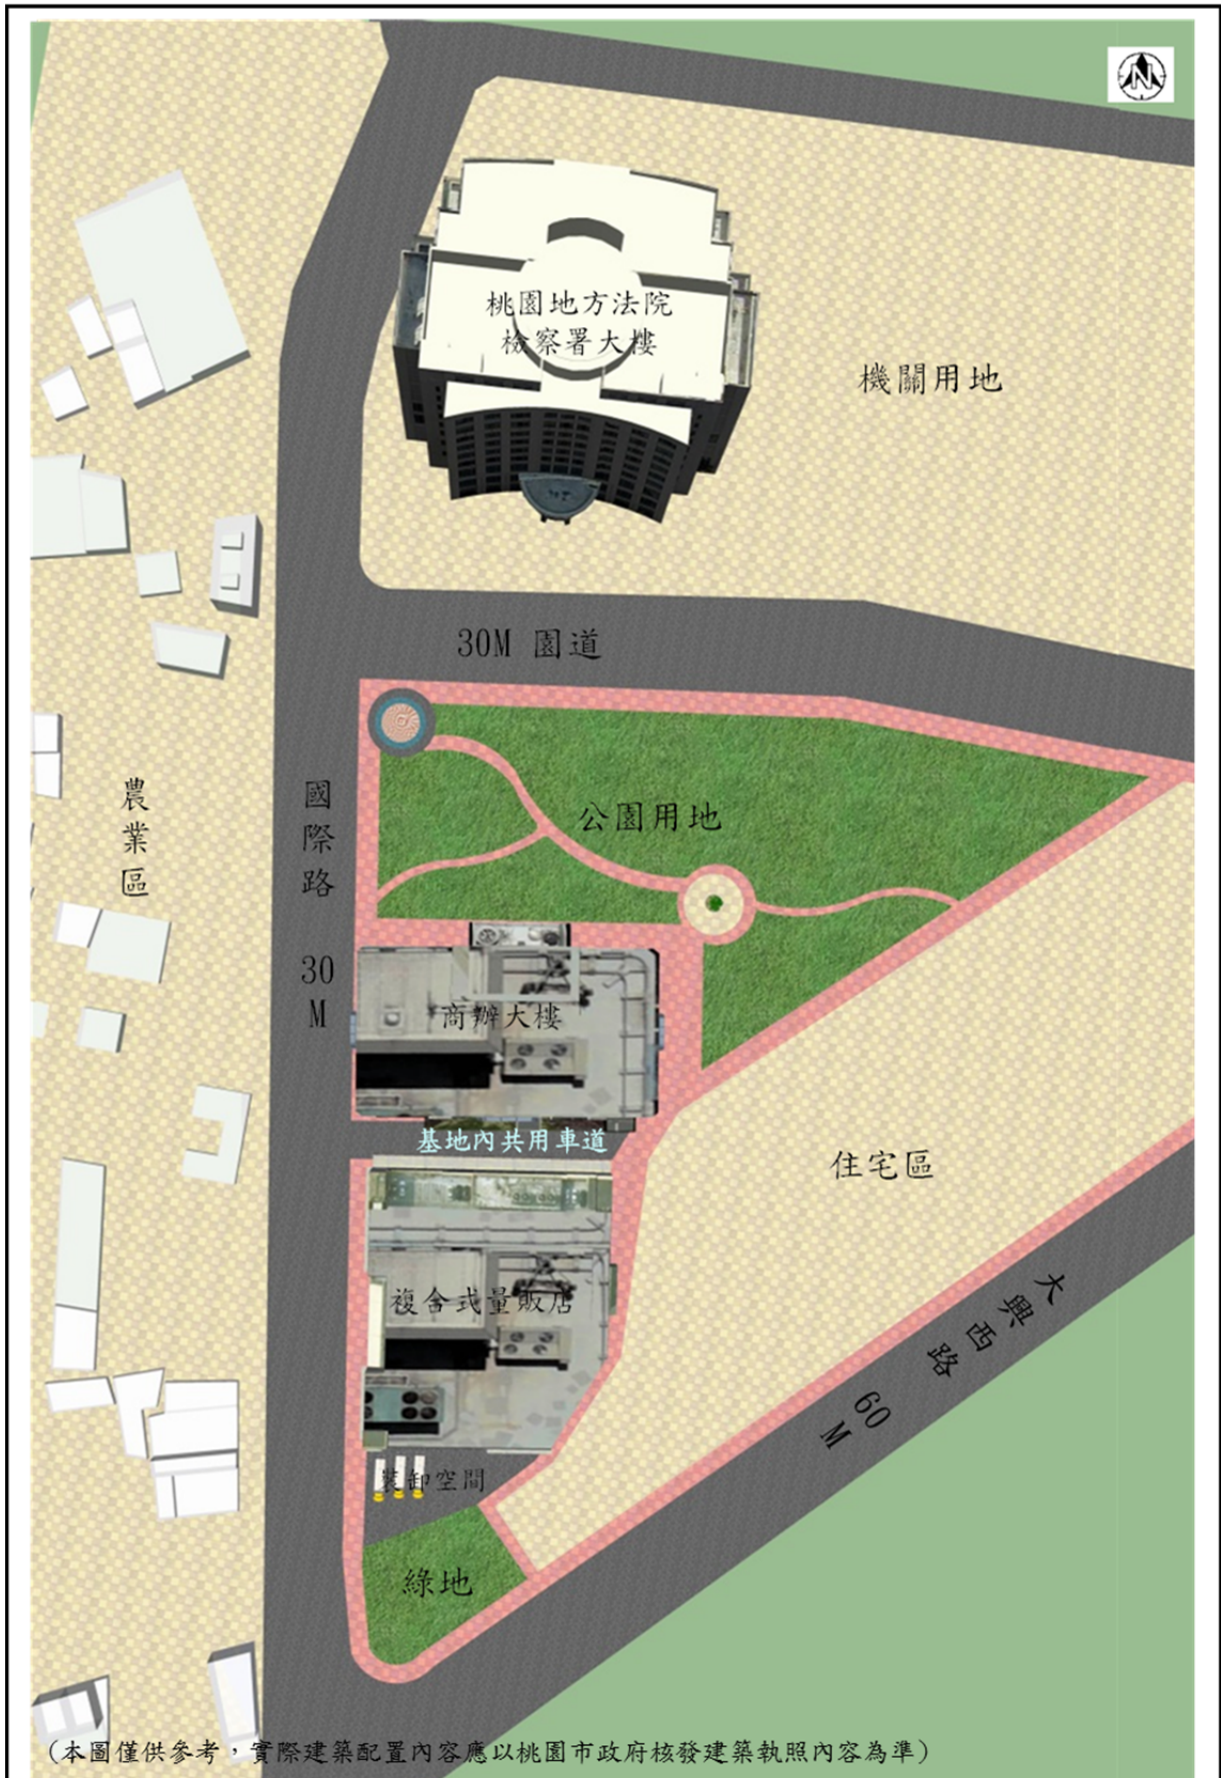 N
桃園地方法院
檢察署大樓
機關用地
30M 園道
農業區
國際路
30M
公園用地
商辦大樓
基地內共用車道
住宅區
複合式量販店
大興西路
60M
裝卸空間
綠地
(本圖僅供參考，實際建築配置內容應以桃園市政府核發建築執照內容為準)